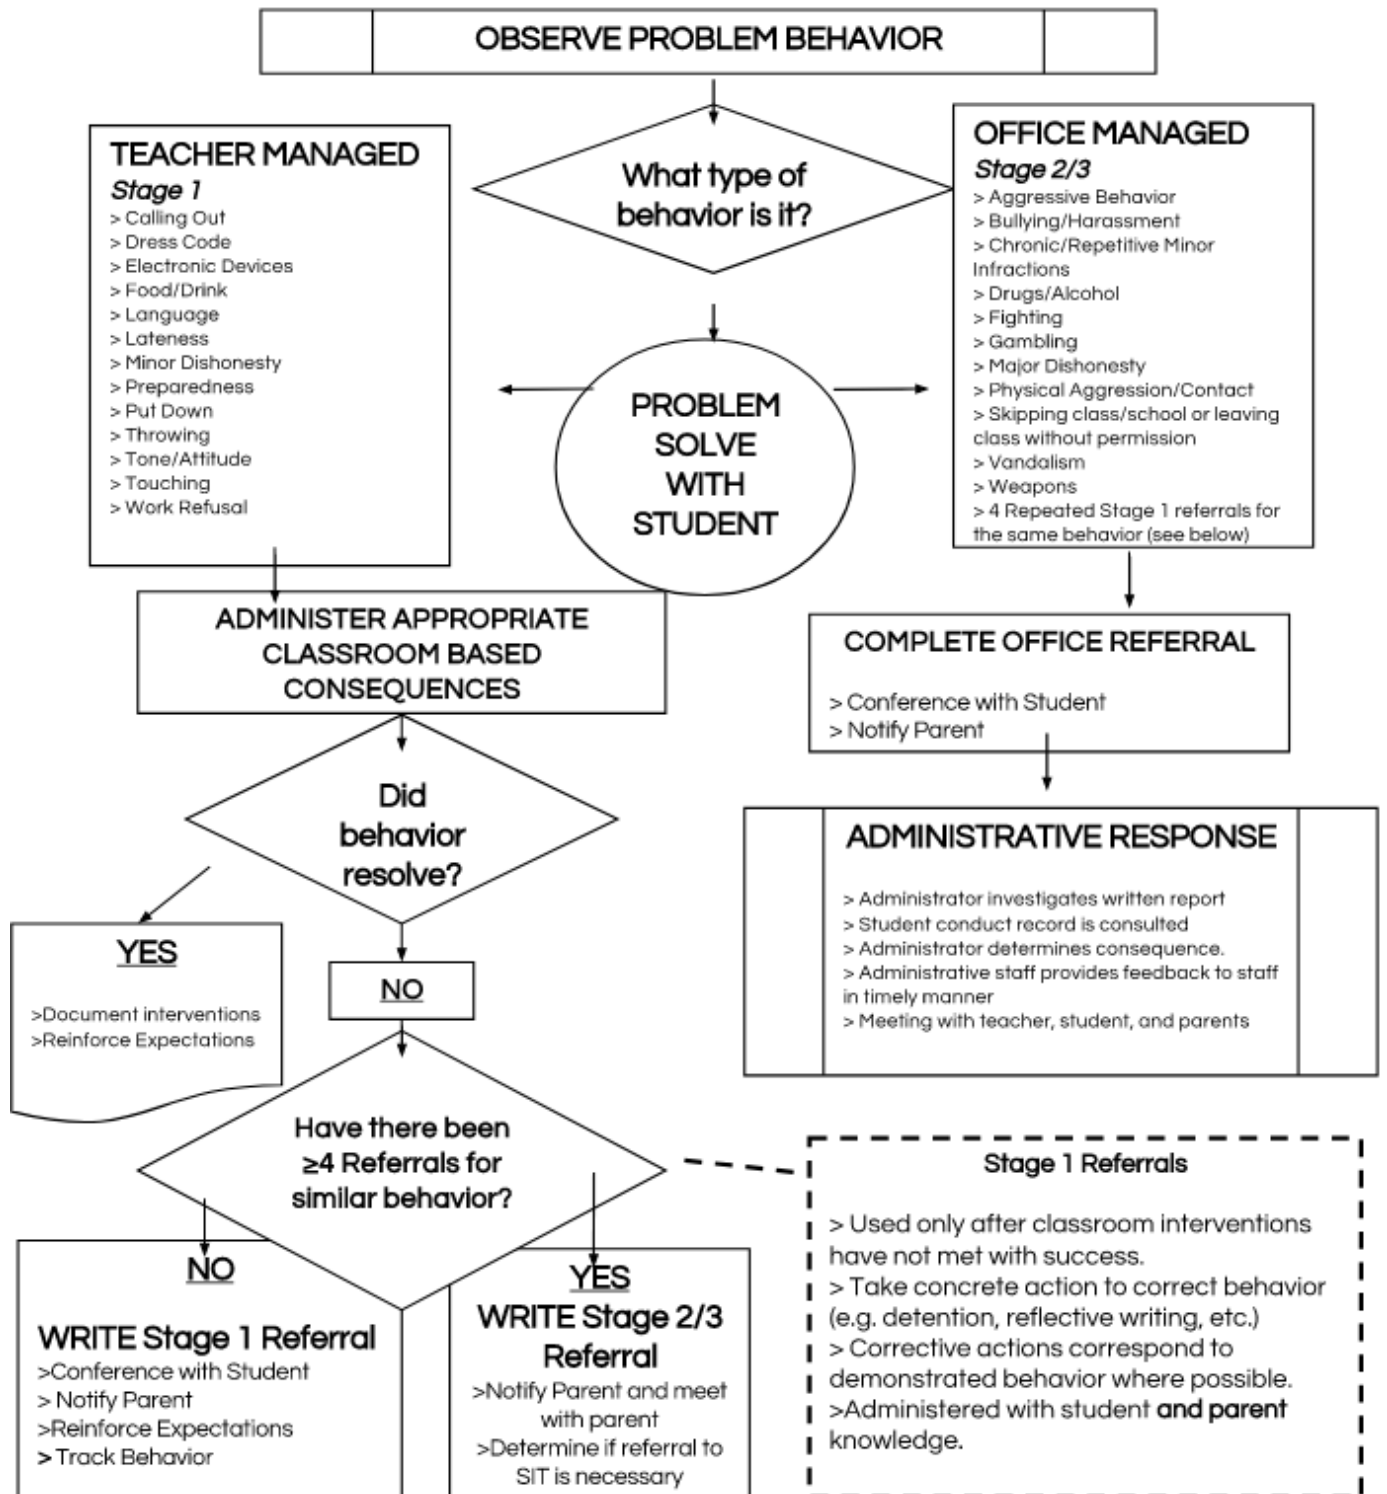 OBSERVE PROBLEM BEHAVIOR
What type of
behavior is it?
TEACHER MANAGED
Stage 1
> Calling Out
> Dress Code
> Electronic Devices
> Food/Drink
> Language
> Lateness
> Minor Dishonesty
> Preparedness
> Put Down
> Throwing
> Tone/Attitude
> Touching
> Work Refusal
OFFICE MANAGED
Stage 2/3
> Aggressive Behavior
> Bullying/Harassment
> Chronic/Repetitive Minor
Infractions
> Drugs/Alcohol
> Fighting
> Gambling
> Major Dishonesty
> Physical Aggression/Contact
> Skipping class/school or leaving
class without permission
> Vandalism
> Weapons
> 4 Repeated Stage 1 referrals for
the same behavior (see below)
PROBLEM
SOLVE
WITH
STUDENT
ADMINISTER APPROPRIATE
CLASSROOM BASED
CONSEQUENCES
COMPLETE OFFICE REFERRAL
> Conference with Student
> Notify Parent
Did
behavior
resolve?
ADMINISTRATIVE RESPONSE
> Administrator investigates written report
> Student conduct record is consulted
> Administrator determines consequence.
> Administrative staff provides feedback to staff
in timely manner
> Meeting with teacher, student, and parents
YES
>Document interventions
>Reinforce Expectations
NO
Have there been
≥4 Referrals for
similar behavior?
NO
WRITE Stage 1 Referral
>Conference with Student
> Notify Parent
>Reinforce Expectations
> Track Behavior
YES
WRITE Stage 2/3
Referral
>Notify Parent and meet
with parent
>Determine if referral to
SIT is necessary
Stage 1 Referrals
> Used only after classroom interventions
have not met with success.
> Take concrete action to correct behavior
(e.g. detention, reflective writing, etc.)
> Corrective actions correspond to
demonstrated behavior where possible.
>Administered with student and parent
knowledge.